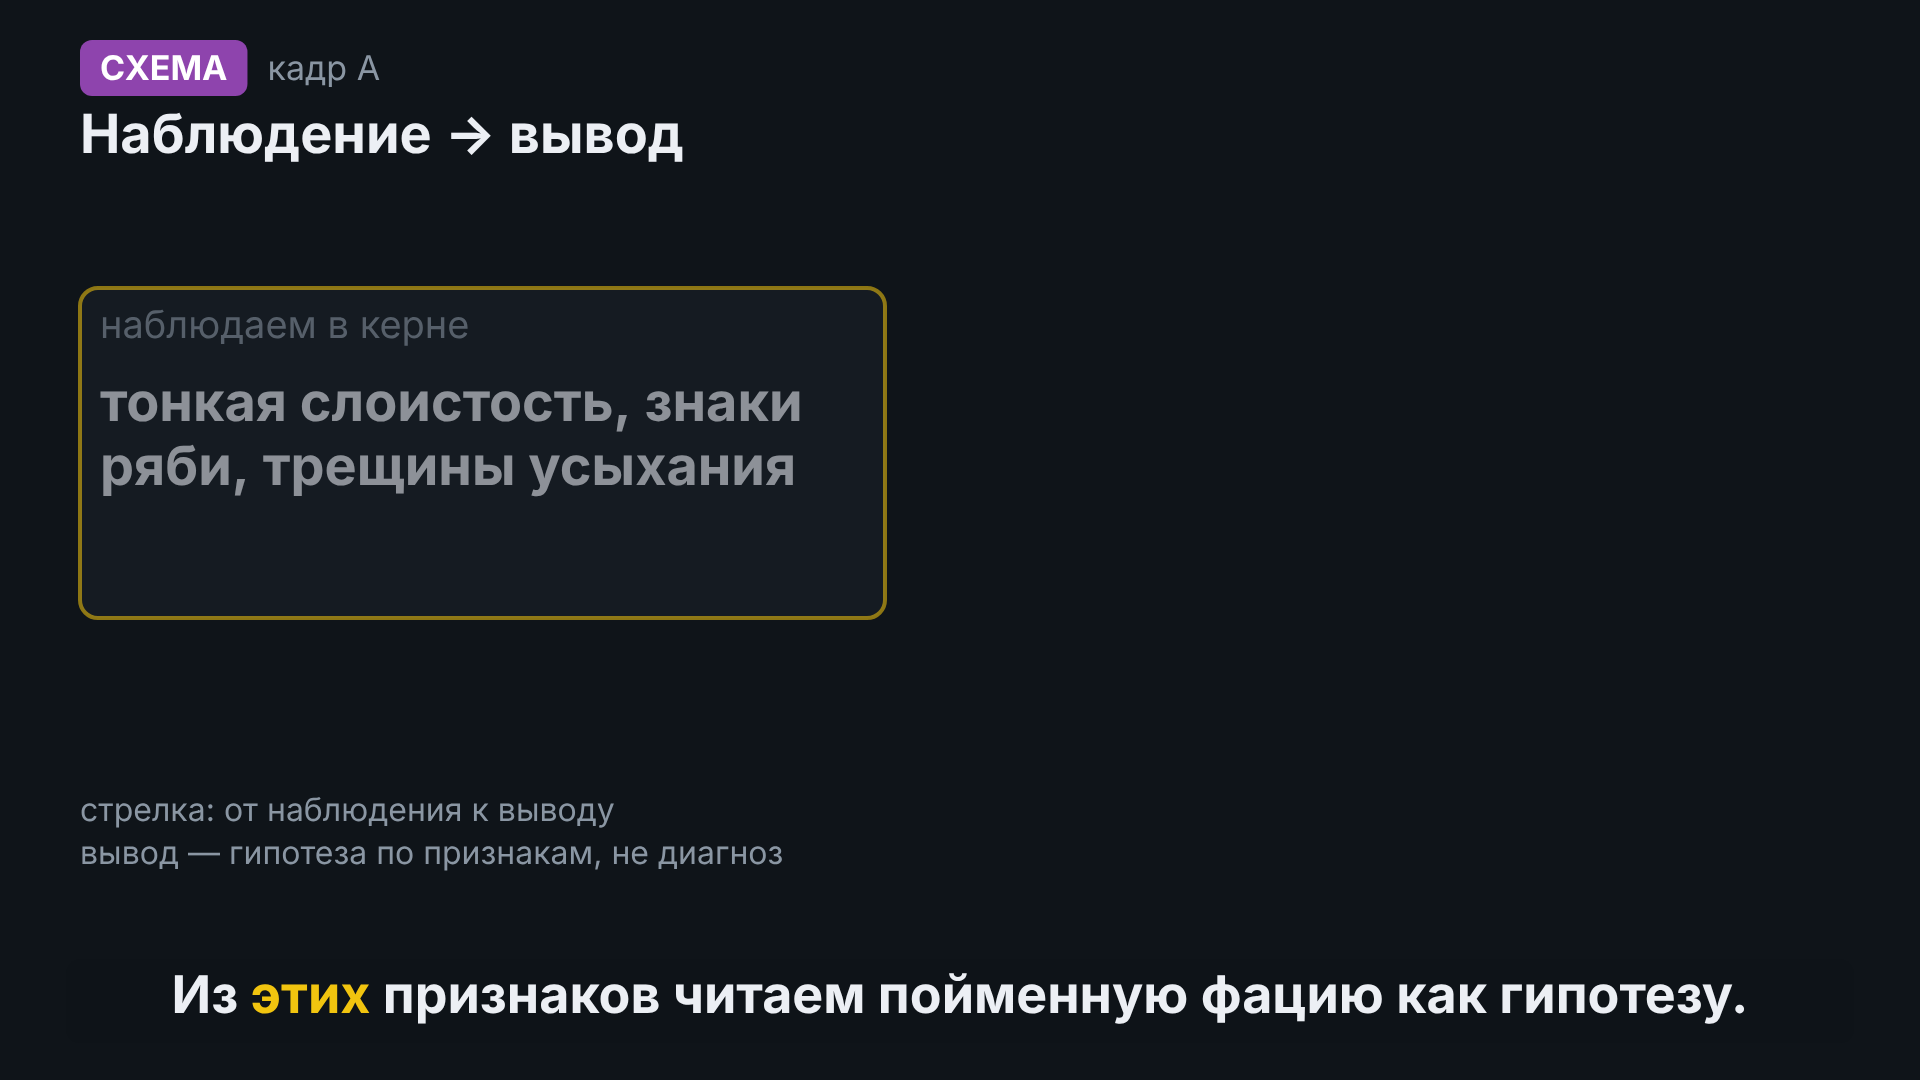 СХЕМА кадр А
Наблюдение → вывод
наблюдаем в керне
тонкая слоистость, знаки
ряби, трещины усыхания
стрелка: от наблюдения к выводу
вывод — гипотеза по признакам, не диагноз
Из этих признаков читаем пойменную фацию как гипотезу.